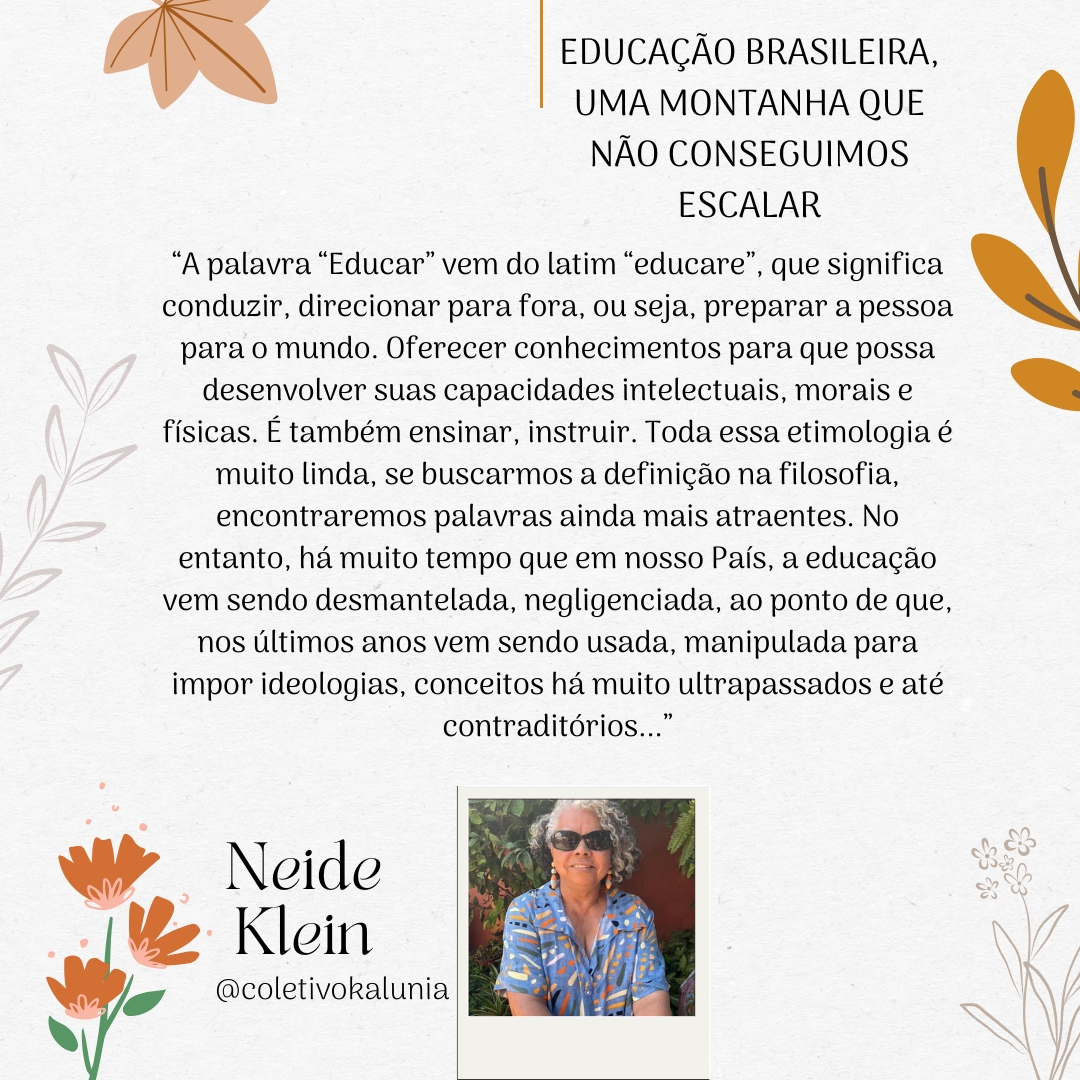 EDUCAÇÃO BRASILEIRA,
UMA MONTANHA QUE
NÃO CONSEGUIMOS
ESCALAR
“A palavra “Educar” vem do latim “educare”, que significa
conduzir, direcionar para fora, ou seja, preparar a pessoa
para o mundo. Oferecer conhecimentos para que possa
desenvolver suas capacidades intelectuais, morais e
físicas. É também ensinar, instruir. Toda essa etimologia é
muito linda, se buscarmos a definição na filosofia,
encontraremos palavras ainda mais atraentes. No
entanto, há muito tempo que em nosso País, a educação
vem sendo desmantelada, negligenciada, ao ponto de que,
nos últimos anos vem sendo usada, manipulada para
impor ideologias, conceitos há muito ultrapassados e até
contraditórios...”
Neide
Klein
@coletivokalunia